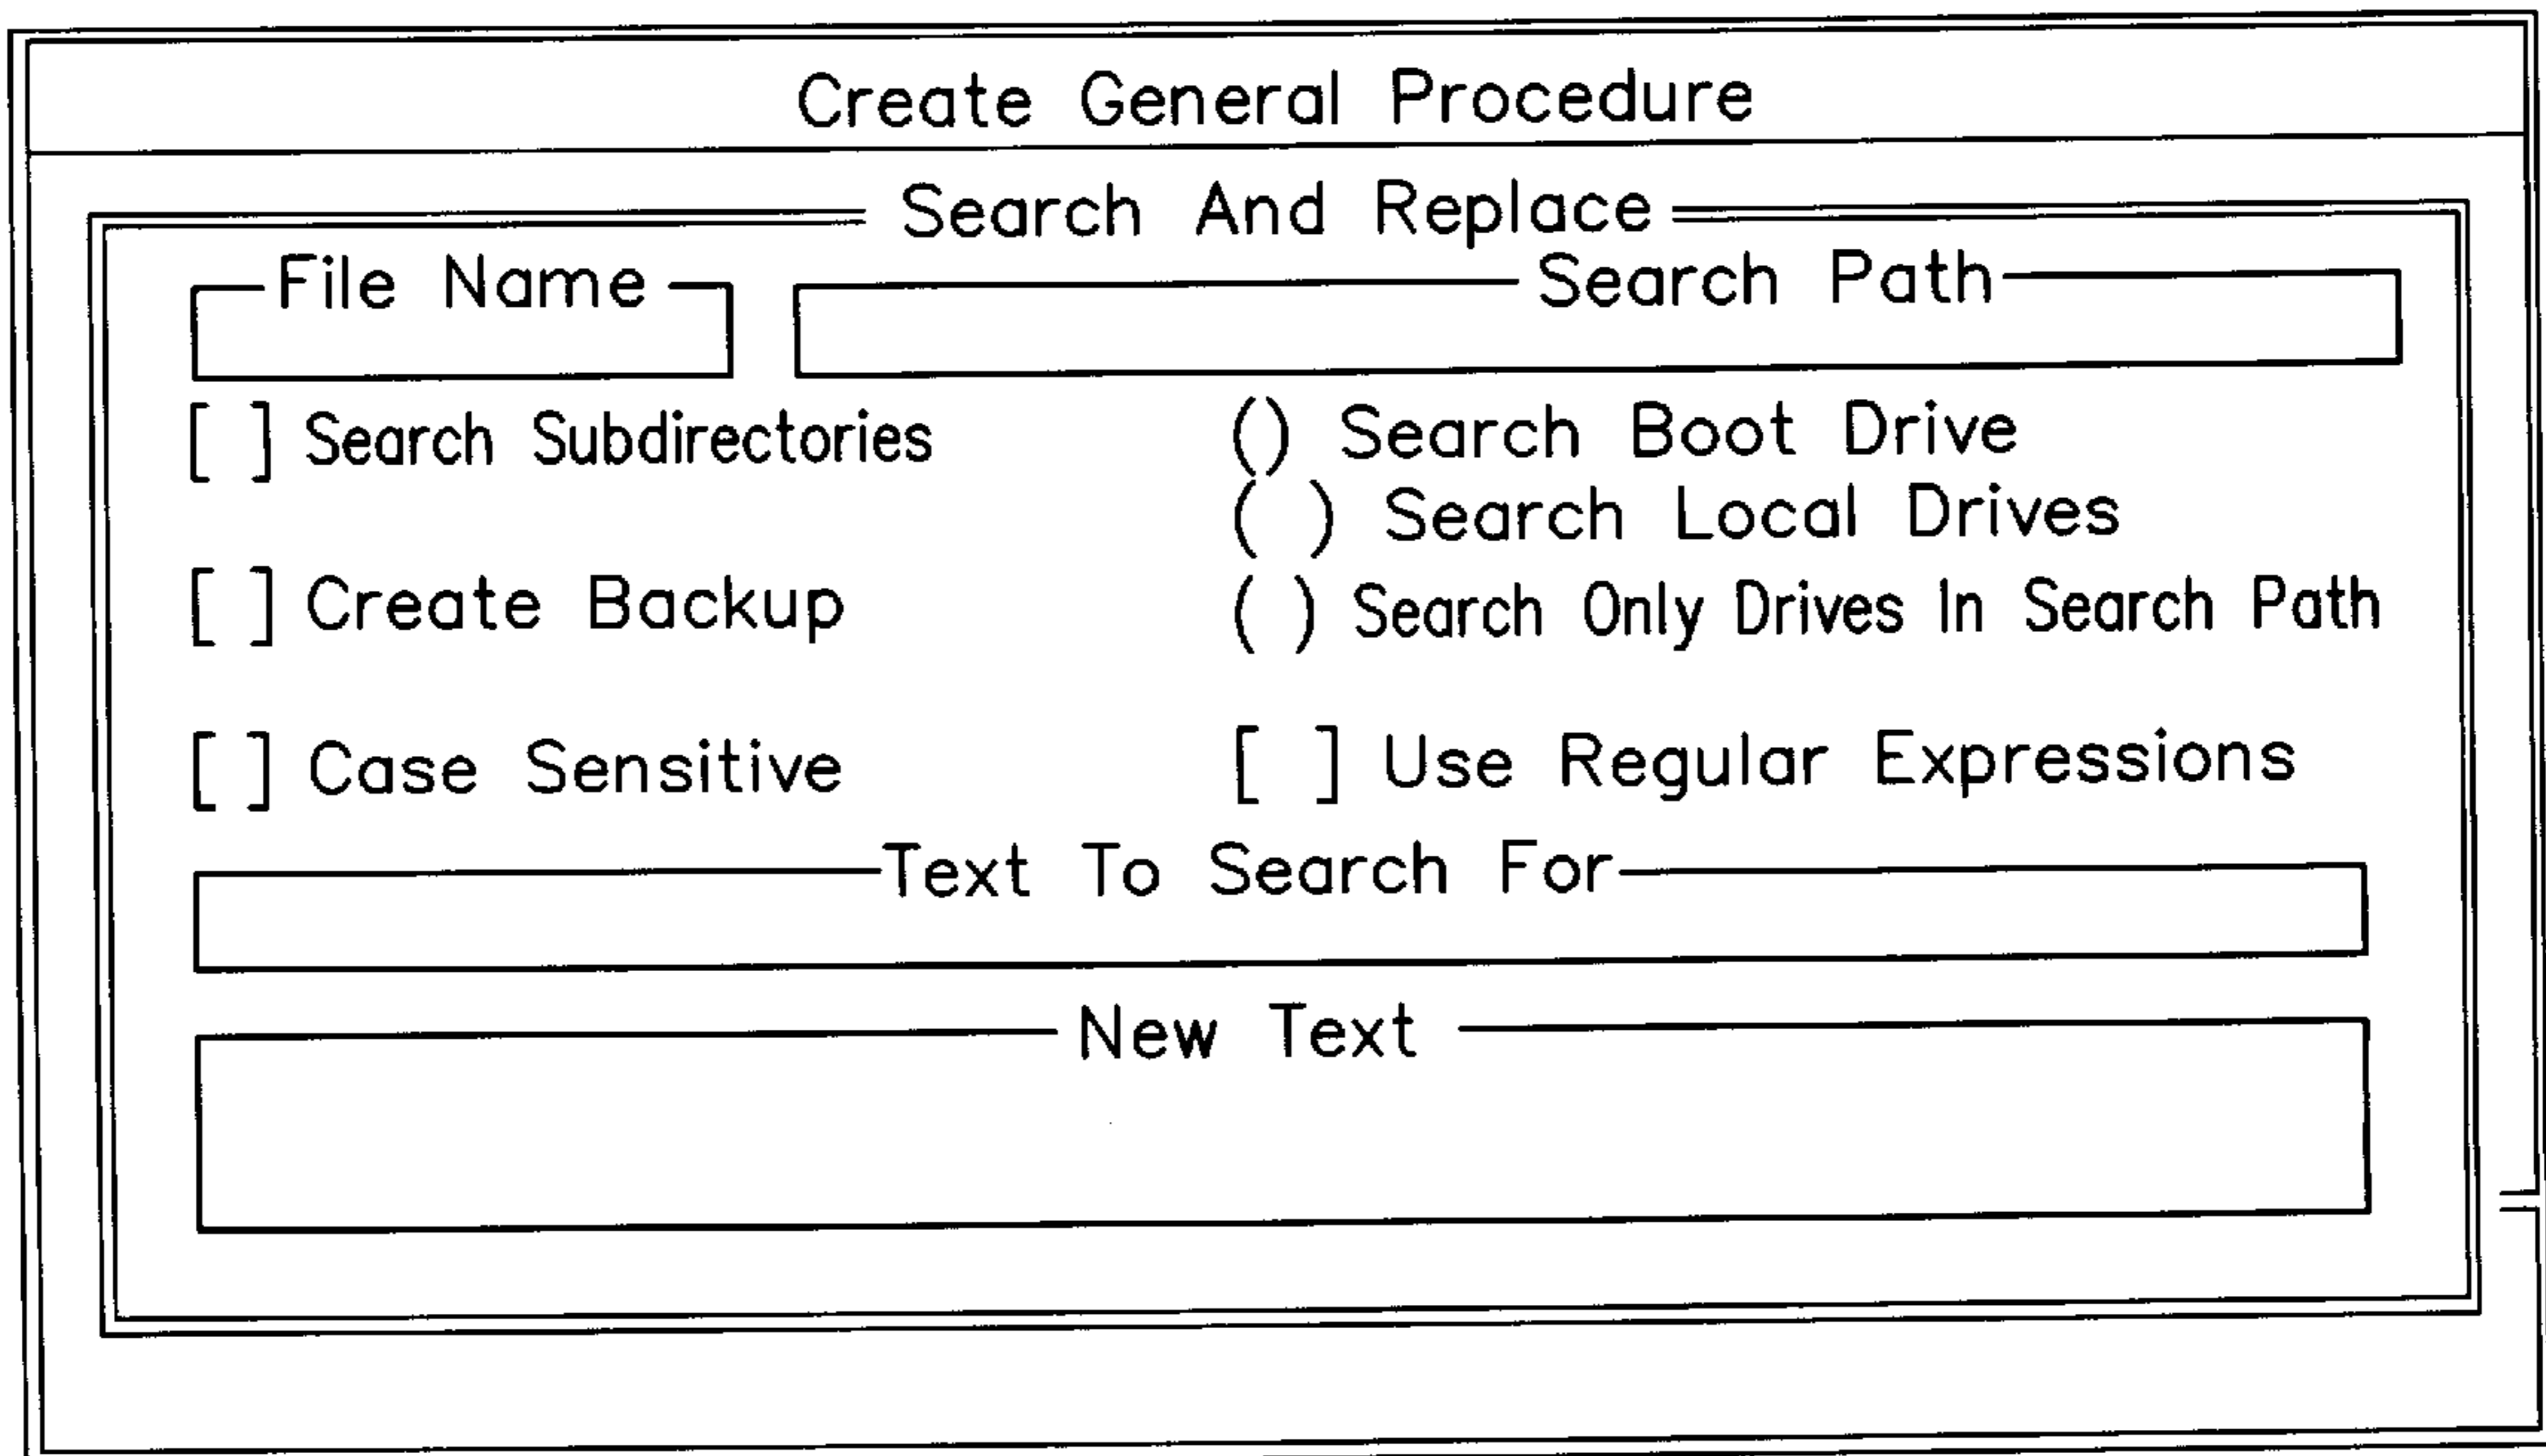 Create General Procedure
Search And Replace
File Name Search Path
[ ] Search Subdirectories () Search Boot Drive
( ) Search Local Drives
[ ] Create Backup ( ) Search Only Drives In Search Path
[ ] Case Sensitive [ ] Use Regular Expressions
Text To Search For
New Text